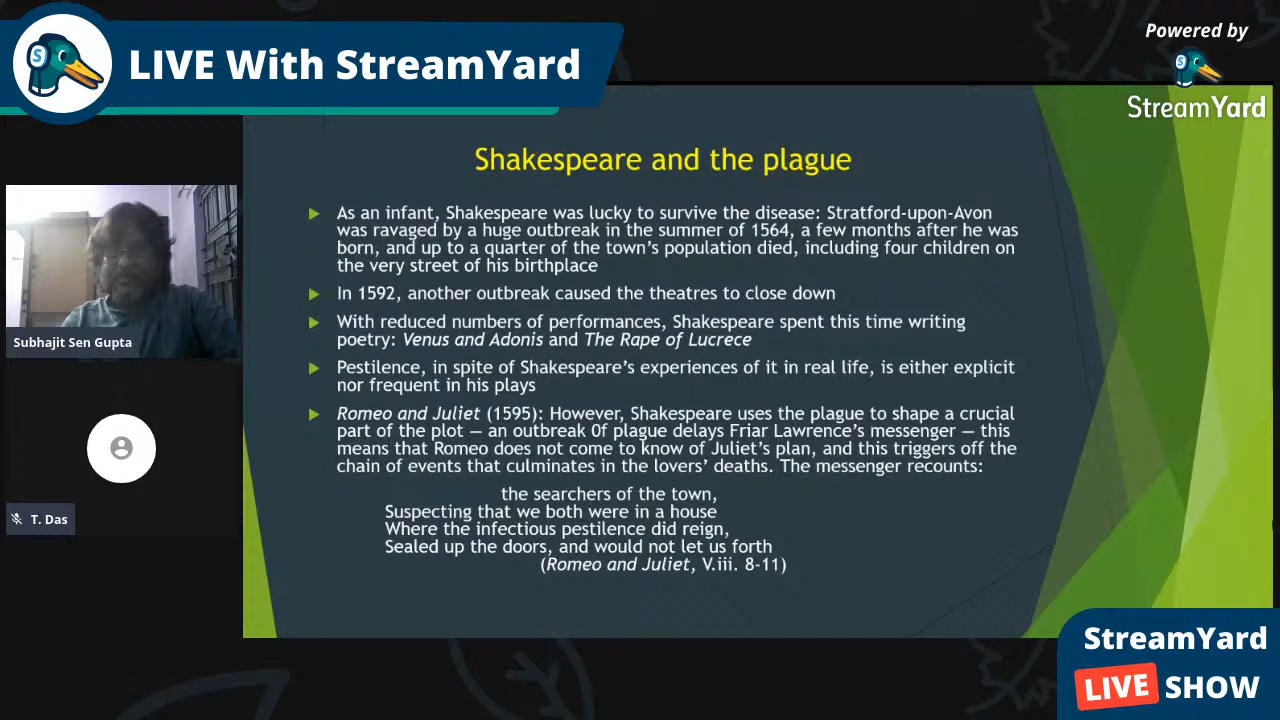 LIVE With StreamYard
Powered by
StreamYard
Shakespeare and the plague
As an infant, Shakespeare was lucky to survive the disease: Stratford-upon-Avon
was ravaged by a huge outbreak in the summer of 1564, a few months after he was
born, and up to a quarter of the town's population died, including four children on
the very street of his birthplace
In 1592, another outbreak caused the theatres to close down
With reduced numbers of performances, Shakespeare spent this time writing
poetry: Venus and Adonis and The Rape of Lucrece
Pestilence, in spite of Shakespeare's experiences of it in real life, is either explicit
nor frequent in his plays
Romeo and Juliet (1595): However, Shakespeare uses the plague to shape a crucial
part of the plot — an outbreak 0f plague delays Friar Lawrence's messenger — this
means that Romeo does not come to know of Juliet's plan, and this triggers off the
chain of events that culminates in the lovers' deaths. The messenger recounts:
the searchers of the town,
Suspecting that we both were in a house
Where the infectious pestilence did reign,
Sealed up the doors, and would not let us forth
(Romeo and Juliet, V.iii. 8-11)
Subhajit Sen Gupta
T. Das
StreamYard
LIVE SHOW